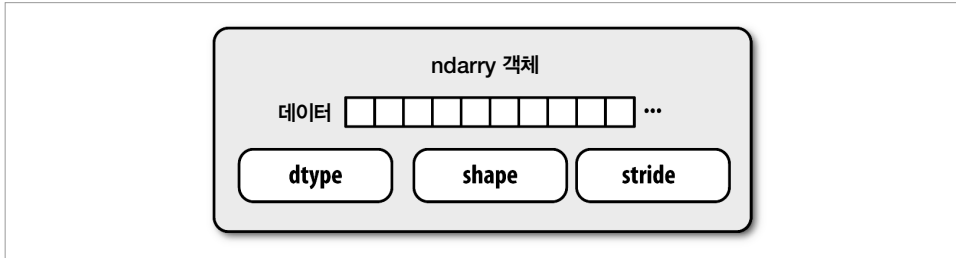 ndarry 객체
데이터 ...
dtype shape stride